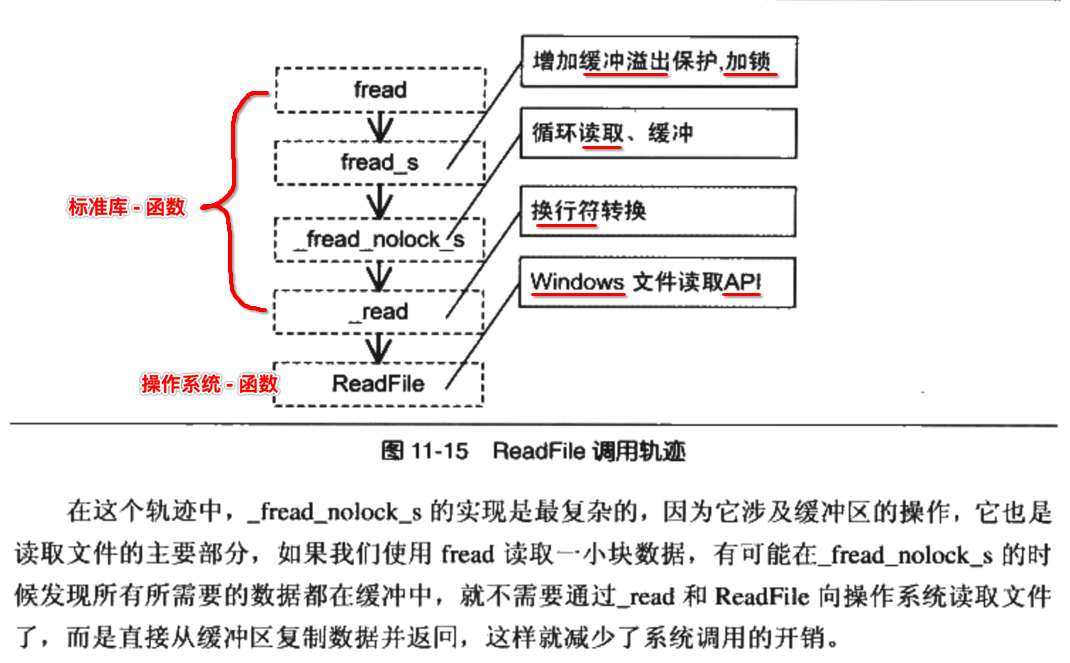 fread
增加缓冲溢出保护,加锁
fread_s
循环读取、缓冲
标准库 - 函数
_fread_nolock_s
换行符转换
_read
Windows 文件读取API
操作系统 - 函数
ReadFile
图 11-15 ReadFile 调用轨迹
在这个轨迹中，_fread_nolock_s 的实现是最复杂的，因为它涉及缓冲区的操作，它也是
读取文件的主要部分，如果我们使用 fread 读取一小块数据，有可能在_fread_nolock_s 的时
候发现所有所需要的数据都在缓冲中，就不需要通过_read 和 ReadFile 向操作系统读取文件
了，而是直接从缓冲区复制数据并返回，这样就减少了系统调用的开销。